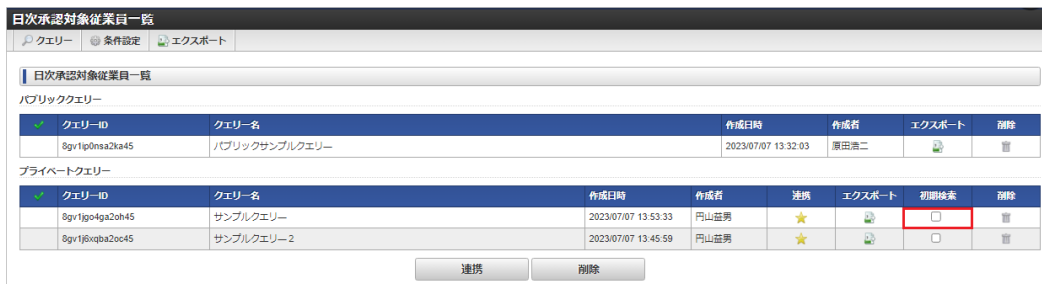 日次承認対象従業員一覧
クエリー 条件設定 エクスポート
日次承認対象従業員一覧
パブリッククエリー
クエリーID クエリー名 作成日時 作成者 エクスポート 削除
8gv1ip0nsa2ka45 パブリックサンプルクエリー 2023/07/07 13:32:03 原田浩二
プライベートクエリー
クエリーID クエリー名 作成日時 作成者 連携 エクスポート 初期検索 削除
8gv1jgo4ga2oh45 サンプルクエリー 2023/07/07 13:53:33 円山益男
8gv1j6xqba2oc45 サンプルクエリー2 2023/07/07 13:45:59 円山益男
連携 削除